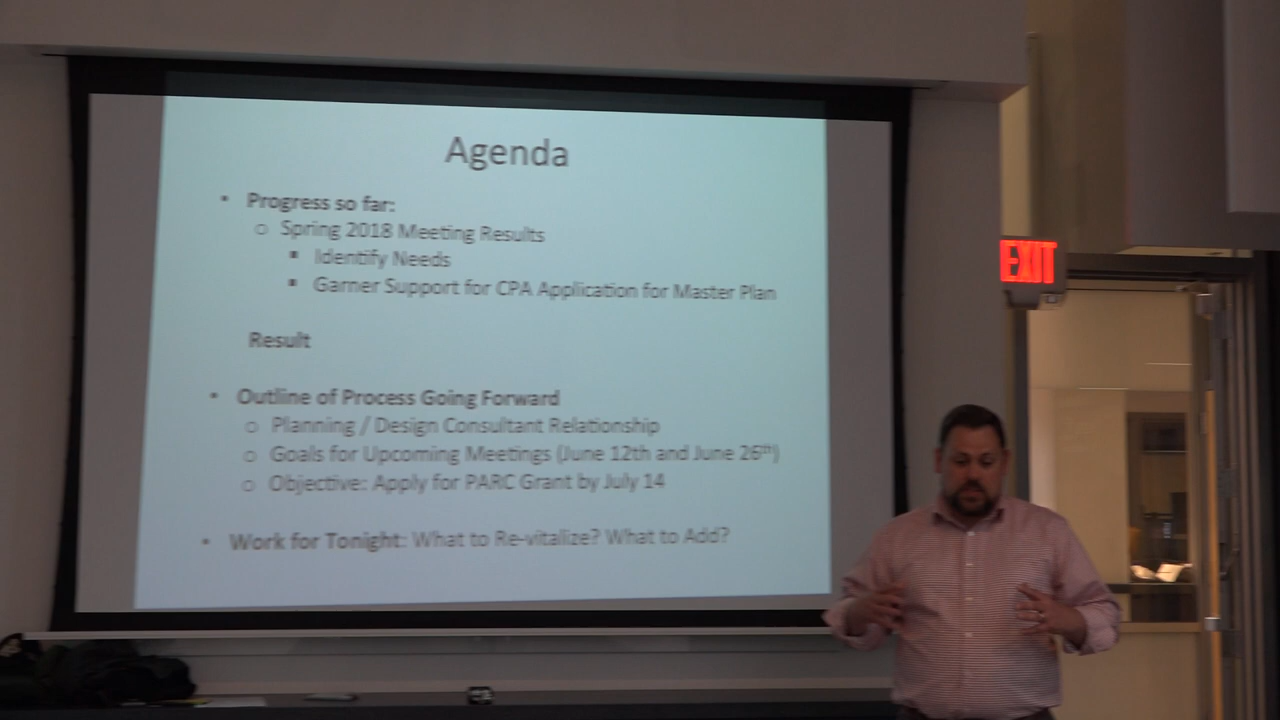 Agenda
• Progress so far:
o Spring 2018 Meeting Results
▪ Identify Needs
▪ Garner Support for CPA Application for Master Plan
Result
• Outline of Process Going Forward
o Planning / Design Consultant Relationship
o Goals for Upcoming Meetings (June 12th and June 26th)
o Objective: Apply for PARC Grant by July 14
• Work for Tonight: What to Re-vitalize? What to Add?
EXIT